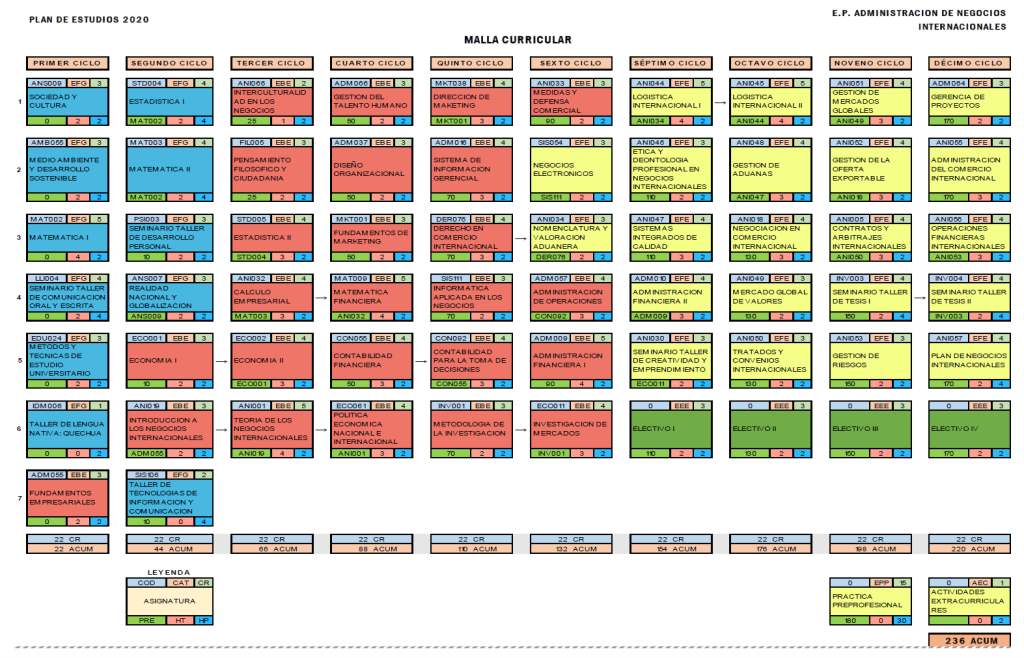 PLAN DE ESTUDIOS 2020
E.P. ADMINISTRACION DE NEGOCIOS
INTERNACIONALES
MALLA CURRICULAR
PRIMER CICLO
SEGUNDO CICLO
TERCER CICLO
CUARTO CICLO
QUINTO CICLO
SEXTO CICLO
SÉPTIMO CICLO
OCTAVO CICLO
NOVENO CICLO
DÉCIMO CICLO
1
ANS009 EFG 3
SOCIEDAD Y
CULTURA
0 2 2
STD004 EFG 4
ESTADISTICA I
MAT002 2 4
ANI066 EBE 2
INTERCULTURALID
AD EN LOS
NEGOCIOS
25 1 2
ADM066 EBE 3
GESTION DEL
TALENTO HUMANO
50 2 2
MKT038 EBE 4
DIRECCION DE
MAKETING
MKT001 3 2
ANI033 EBE 3
MEDIDAS Y
DEFENSA
COMERCIAL
90 2 2
ANI044 EFE 5
LOGISTICA
INTERNACIONAL I
ANI034 4 2
ANI045 EFE 5
LOGISTICA
INTERNACIONAL II
ANI044 4 2
ANI051 EFE 4
GESTION DE
MERCADOS
GLOBALES
ANI049 3 2
ADM064 EFE 3
GERENCIA DE
PROYECTOS
170 2 2
2
AMB055 EFG 3
MEDIO AMBIENTE
Y DESARROLLO
SOSTENIBLE
0 2 2
MAT003 EFG 4
MATEMATICA II
MAT002 2 2
FIL005 EBE 3
PENSAMIENTO
FILOSOFICO Y
CIUDADANIA
25 2 2
ADM037 EBE 3
DISEÑO
ORGANIZACIONAL
50 2 2
ADM016 EBE 4
SISTEMA DE
INFORMACION
GERENCIAL
70 3 2
SIS054 EFE 3
NEGOCIOS
ELECTRONICOS
SIS111 2 2
ANI046 EFE 3
ETICA Y
DEONTOLOGIA
PROFESIONAL EN
NEGOCIOS
INTERNACIONALES
110 2 2
ANI048 EFE 4
GESTION DE
ADUANAS
ANI047 3 2
ANI052 EFE 4
GESTION DE LA
OFERTA
EXPORTABLE
ANI018 3 2
ANI055 EFE 4
ADMINISTRACION
DEL COMERCIO
INTERNACIONAL
170 3 2
3
MAT002 EFG 5
MATEMATICA I
0 4 2
PSI003 EFG 3
SEMINARIO TALLER
DE DESARROLLO
PERSONAL
10 2 2
STD005 EBE 4
ESTADISTICA II
STD004 3 2
MKT001 EBE 3
FUNDAMENTOS DE
MARKETING
50 2 2
DER076 EBE 4
DERECHO EN
COMERCIO
INTERNACIONAL
70 3 2
ANI034 EFE 3
NOMENCLATURA Y
VALORACION
ADUANERA
DER076 2 2
ANI047 EFE 4
SISTEMAS
INTEGRADOS DE
CALIDAD
110 3 2
ANI018 EFE 4
NEGOCIACION EN
COMERCIO
INTERNACIONAL
130 3 2
ANI005 EFE 4
CONTRATOS Y
ARBITRAJES
INTERNACIONALES
ANI050 3 2
ANI056 EFE 4
OPERACIONES
FINANCIERAS
INTERNACIONALES
ANI053 3 2
4
LLI004 EFG 4
SEMINARIO TALLER
DE COMUNICACION
ORAL Y ESCRITA
0 2 4
ANS007 EFG 3
REALIDAD
NACIONAL Y
GLOBALIZACION
ANS009 2 2
ANI032 EBE 4
CALCULO
EMPRESARIAL
MAT003 3 2
MAT009 EBE 5
MATEMATICA
FINANCIERA
ANI032 4 2
SIS111 EBE 3
INFORMATICA
APLICADA EN LOS
NEGOCIOS
70 2 2
ADM057 EBE 4
ADMINISTRACION
DE OPERACIONES
CON092 3 2
ADM010 EFE 4
ADMINISTRACION
FINANCIERA II
ADM009 3 2
ANI049 EFE 3
MERCADO GLOBAL
DE VALORES
130 2 2
INV003 EFE 4
SEMINARIO TALLER
DE TESIS I
150 2 4
INV004 EFE 4
SEMINARIO TALLER
DE TESIS II
INV003 2 4
5
EDU024 EFG 3
METODOS Y
TECNICAS DE
ESTUDIO
UNIVERSITARIO
0 2 2
ECO001 EBE 3
ECONOMIA I
10 2 2
ECO002 EBE 4
ECONOMIA II
ECO001 3 2
CON055 EBE 4
CONTABILIDAD
FINANCIERA
50 3 2
CON092 EBE 4
CONTABILIDAD
PARA LA TOMA DE
DECISIONES
CON055 3 2
ADM009 EBE 5
ADMINISTRACION
FINANCIERA I
90 4 2
ANI030 EFE 3
SEMINARIO TALLER
DE CREATIVIDAD Y
EMPRENDIMIENTO
ECO011 2 2
ANI050 EFE 3
TRATADOS Y
CONVENIOS
INTERNACIONALES
130 2 2
ANI053 EFE 3
GESTION DE
RIESGOS
150 2 2
ANI057 EFE 4
PLAN DE NEGOCIOS
INTERNACIONALES
170 2 4
6
IDM006 EFG 1
TALLER DE LENGUA
NATIVA: QUECHUA
0 0 2
ANI019 EBE 3
INTRODUCCION A
LOS NEGOCIOS
INTERNACIONALES
ADM055 2 2
ANI001 EBE 5
TEORIA DE LOS
NEGOCIOS
INTERNACIONALES
ANI019 4 2
ECO061 EBE 4
POLITICA
ECONOMICA
NACIONAL E
INTERNACIONAL
ANI001 3 2
INV001 EBE 3
METODOLOGIA DE
LA INVESTIGACION
70 2 2
ECO011 EBE 4
INVESTIGACION DE
MERCADOS
INV001 3 2
0 EEE 3
ELECTIVO I
110 2 2
0 EEE 3
ELECTIVO II
130 2 2
0 EEE 3
ELECTIVO III
150 2 2
0 EEE 3
ELECTIVO IV
170 2 2
7
ADM055 EBE 3
FUNDAMENTOS
EMPRESARIALES
0 2 2
SIS106 EFG 2
TALLER DE
TECNOLOGIAS DE
INFORMACION Y
COMUNICACION
10 0 4
22 CR
22 CR
22 CR
22 CR
22 CR
22 CR
22 CR
22 CR
22 CR
22 CR
22 ACUM
44 ACUM
66 ACUM
88 ACUM
110 ACUM
132 ACUM
154 ACUM
176 ACUM
198 ACUM
220 ACUM
LEYENDA
COD CAT CR
ASIGNATURA
PRE HT HP
0 EPP 15
PRACTICA
PREPROFESIONAL
180 0 30
0 AEC 1
ACTIVIDADES
EXTRACURRICULA
RES
0 2
236 ACUM